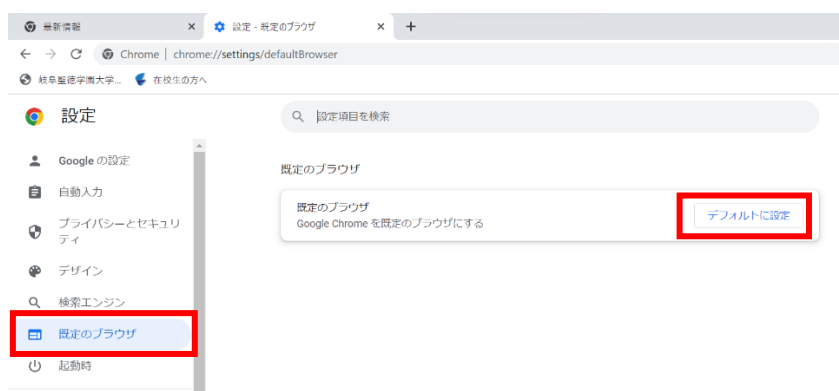 最新情報
設定 - 既定のブラウザ
Chrome | chrome://settings/defaultBrowser
岐阜聖徳学園大学...
在校生の方へ
設定
設定項目を検索
Google の設定
自動入力
プライバシーとセキュリ
ティ
デザイン
検索エンジン
既定のブラウザ
起動時
既定のブラウザ
既定のブラウザ
Google Chrome を既定のブラウザにする
デフォルトに設定